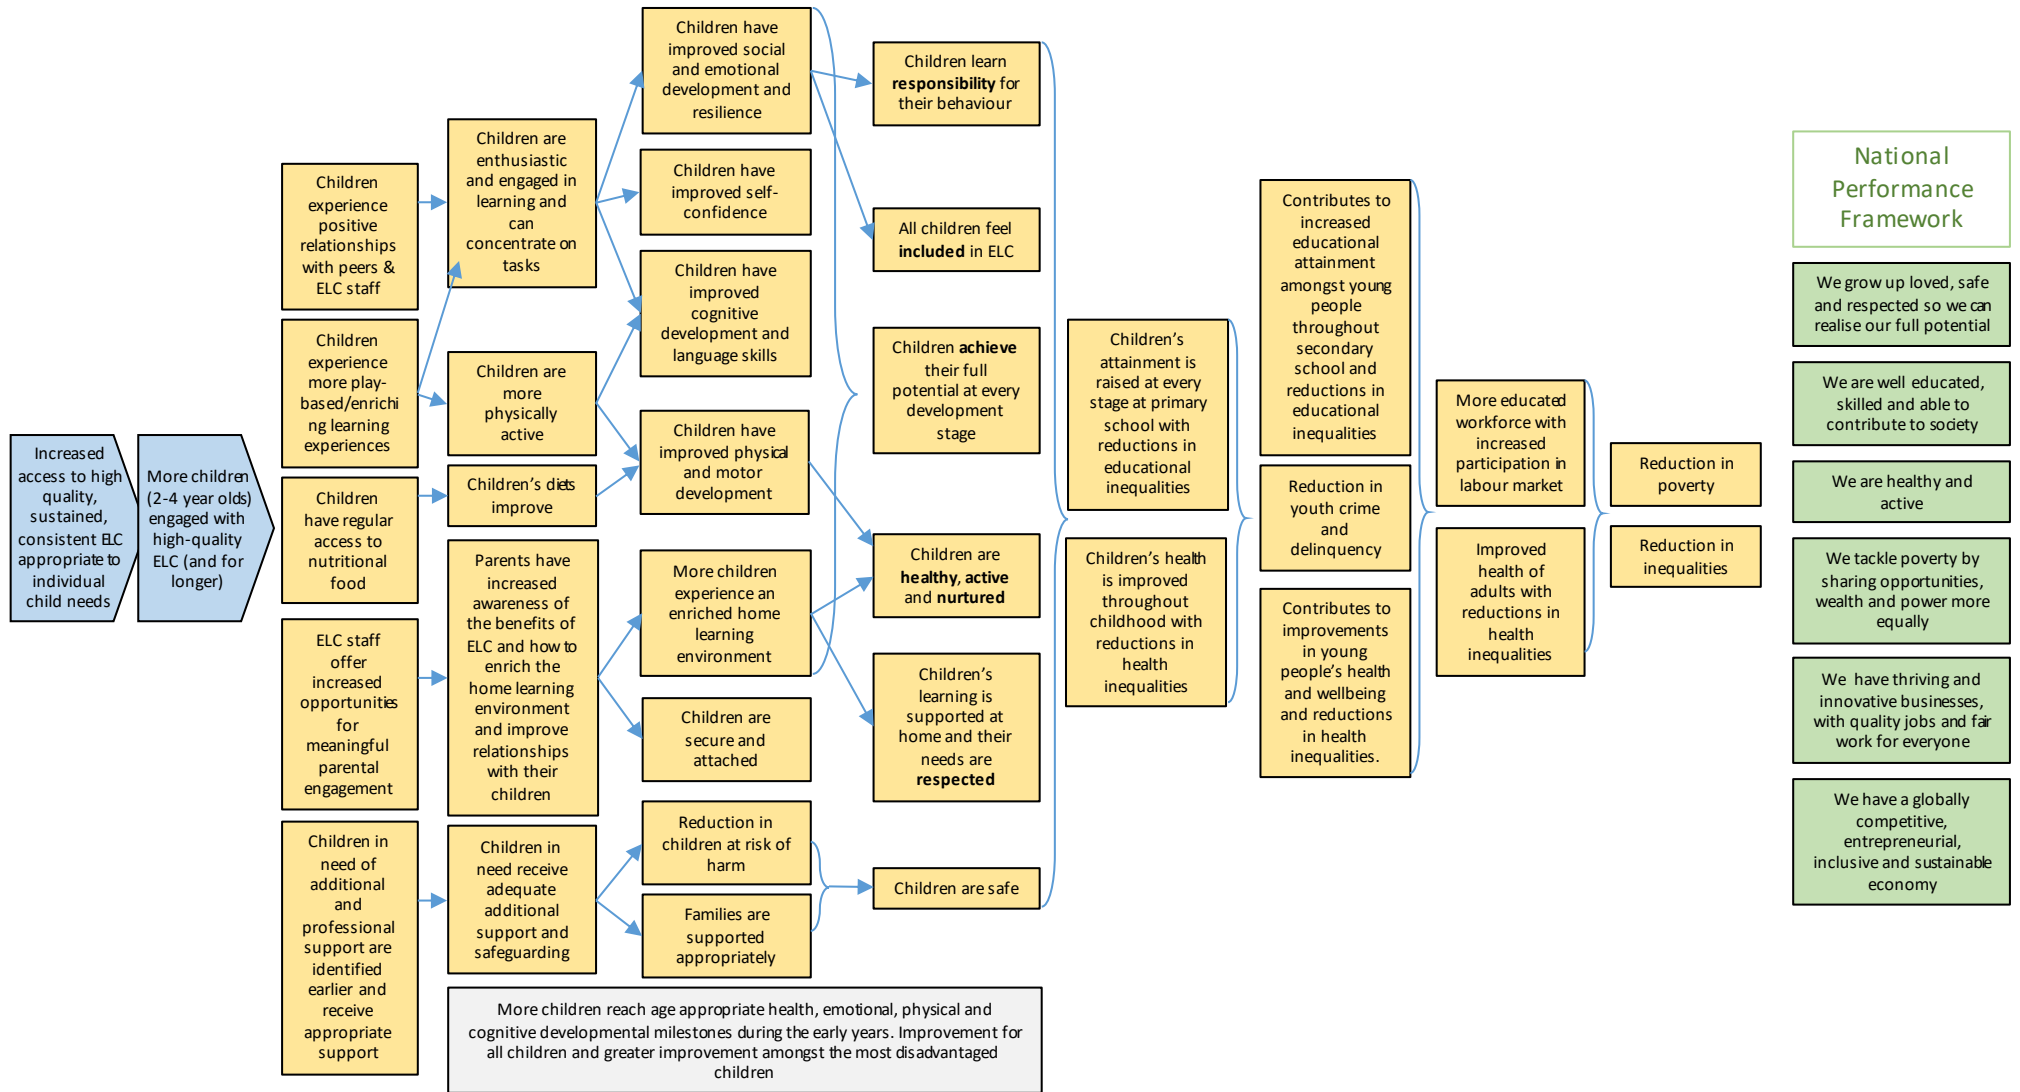 Increased
access to high
quality,
sustained,
consistent ELC
appropriate to
individual
child needs
More children
(2-4 year olds)
engaged with
high-quality
ELC (and for
longer)
Children
experience
positive
relationships
with peers &
ELC staff
Children
experience
more play-
based/enrichi
ng learning
experiences
Children
have regular
access to
nutritional
food
ELC staff
offer
increased
opportunities
for
meaningful
parental
engagement
Children in
need of
additional
and
professional
support are
identified
earlier and
receive
appropriate
support
Children are
enthusiastic
and engaged in
learning and
can
concentrate on
tasks
Children are
more
physically
active
Children's diets
improve
Parents have
increased
awareness of
the benefits of
ELC and how to
enrich the
home learning
environment
and improve
relationships
with their
children
Children in
need receive
adequate
additional
support and
safeguarding
Children have
improved social
and emotional
development and
resilience
Children have
improved self-
confidence
Children have
improved
cognitive
development and
language skills
Children have
improved physical
and motor
development
More children
experience an
enriched home
learning
environment
Children are
secure and
attached
Reduction in
children at risk of
harm
Families are
supported
appropriately
Children learn
responsibility for
their behaviour
All children feel
included in ELC
Children achieve
their full
potential at every
development
stage
Children are
healthy, active
and nurtured
Children's
learning is
supported at
home and their
needs are
respected
Children are safe
More children reach age appropriate health, emotional, physical and
cognitive developmental milestones during the early years. Improvement for
all children and greater improvement amongst the most disadvantaged
children
Children's
attainment is
raised at every
stage at primary
school with
reductions in
educational
inequalities
Children's health
is improved
throughout
childhood with
reductions in
health
inequalities
Contributes to
increased
educational
attainment
amongst young
people
throughout
secondary
school and
reductions in
educational
inequalities
Reduction in
youth crime
and
delinquency
Contributes to
improvements
in young
people's health
and wellbeing
and reductions
in health
inequalities.
More educated
workforce with
increased
participation in
labour market
Improved
health of
adults with
reductions in
health
inequalities
Reduction in
poverty
Reduction in
inequalities
National
Performance
Framework
We grow up loved, safe
and respected so we can
realise our full potential
We are well educated,
skilled and able to
contribute to society
We are healthy and
active
We tackle poverty by
sharing opportunities,
wealth and power more
equally
We have thriving and
innovative businesses,
with quality jobs and fair
work for everyone
We have a globally
competitive,
entrepreneurial,
inclusive and sustainable
economy